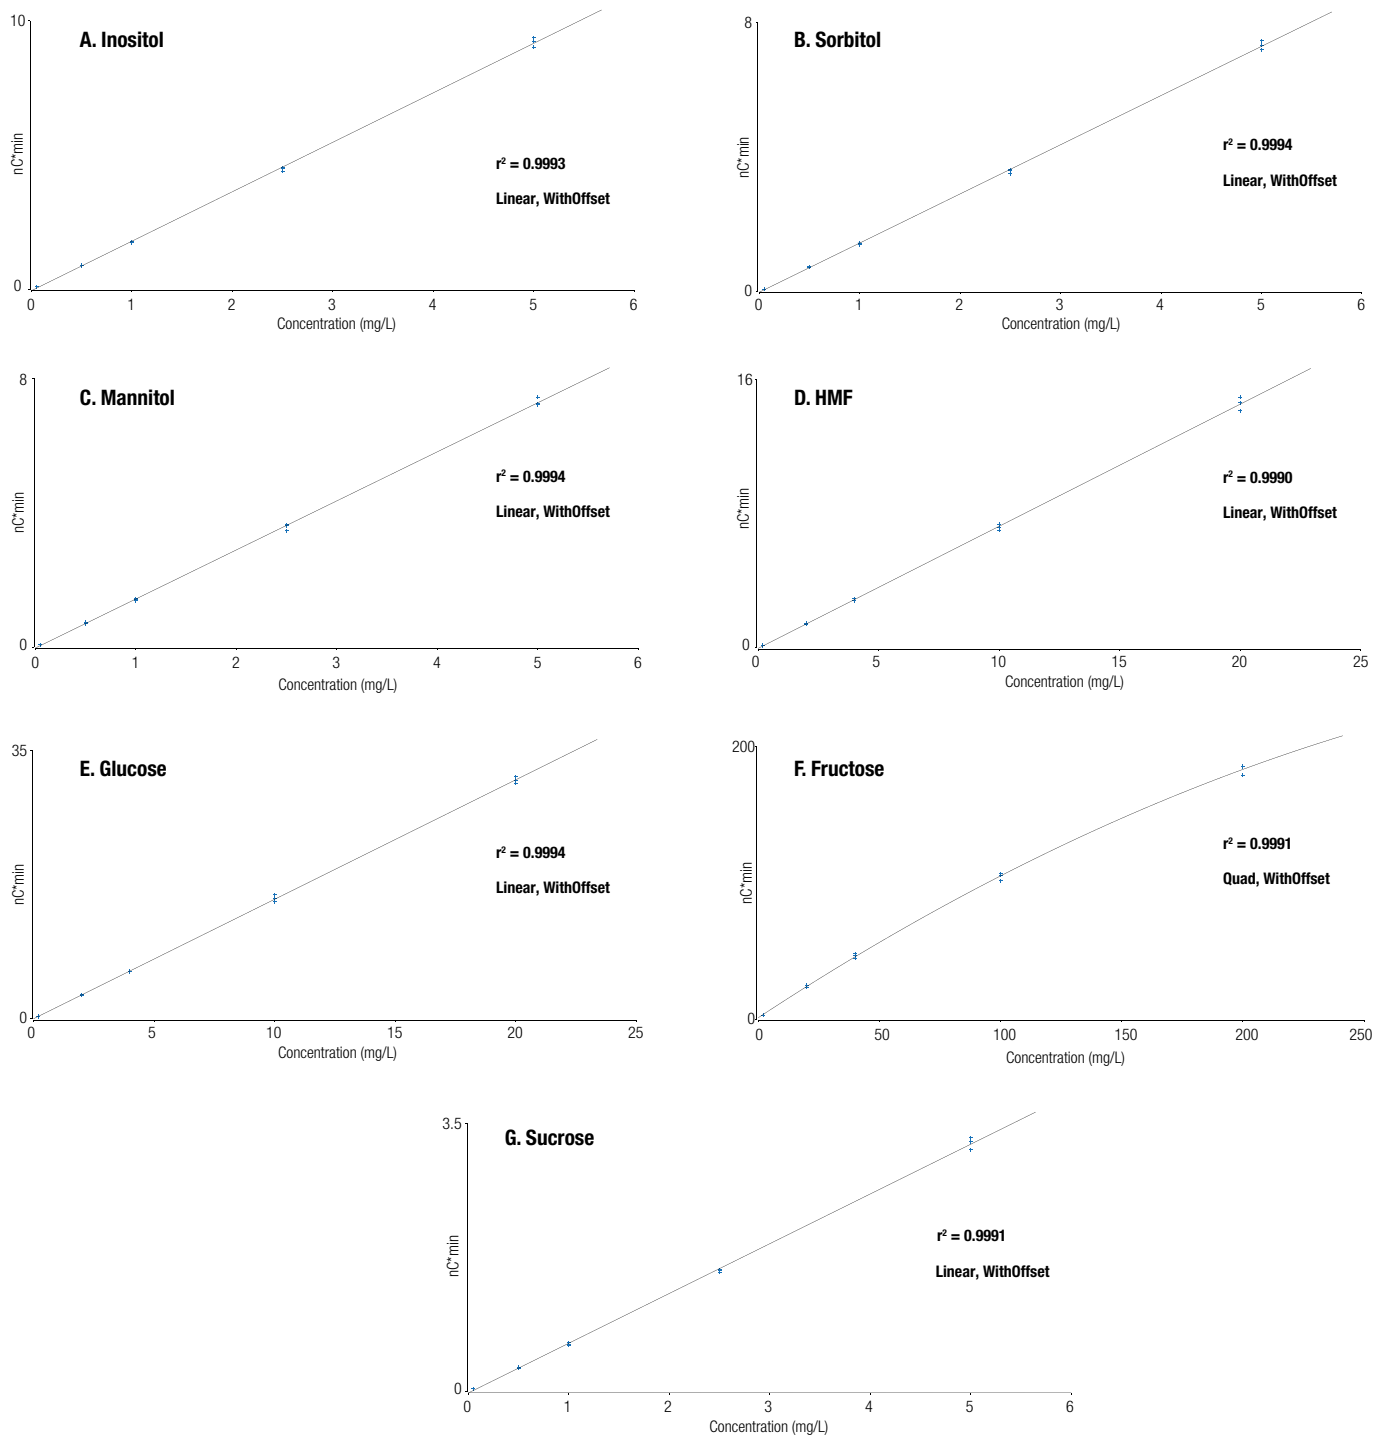 A. Inositol
10
nC*min
r² = 0.9993
Linear, WithOffset
0
0 1 2 3 4 5 6
Concentration (mg/L)
B. Sorbitol
8
nC*min
r² = 0.9994
Linear, WithOffset
0
0 1 2 3 4 5 6
Concentration (mg/L)
C. Mannitol
8
nC*min
r² = 0.9994
Linear, WithOffset
0
0 1 2 3 4 5 6
Concentration (mg/L)
D. HMF
16
nC*min
r² = 0.9990
Linear, WithOffset
0
0 5 10 15 20 25
Concentration (mg/L)
E. Glucose
35
nC*min
r² = 0.9994
Linear, WithOffset
0
0 5 10 15 20 25
Concentration (mg/L)
F. Fructose
200
nC*min
r² = 0.9991
Quad, WithOffset
0
0 50 100 150 200 250
Concentration (mg/L)
G. Sucrose
3.5
nC*min
r² = 0.9991
Linear, WithOffset
0
0 1 2 3 4 5 6
Concentration (mg/L)